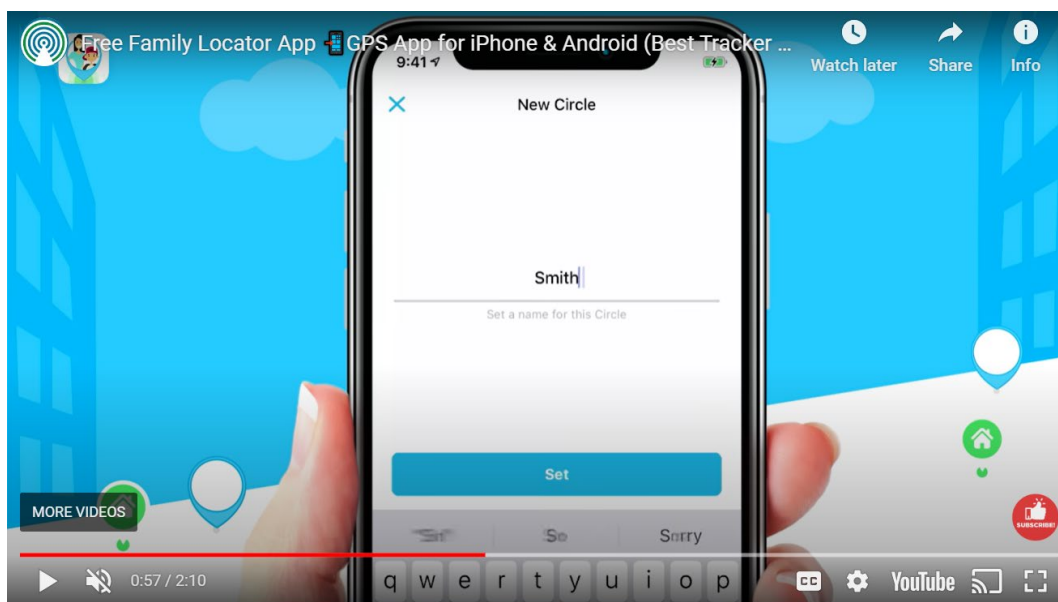 Free Family Locator App 📲 GPS App for iPhone & Android (Best Tracker ...
Watch later
Share
Info
9:41
New Circle
Smith
Set a name for this Circle
Set
MORE VIDEOS
SUBSCRIBE!
So
Sorry
0:57 / 2:10
CC
YouTube
q w e r t y u i o p